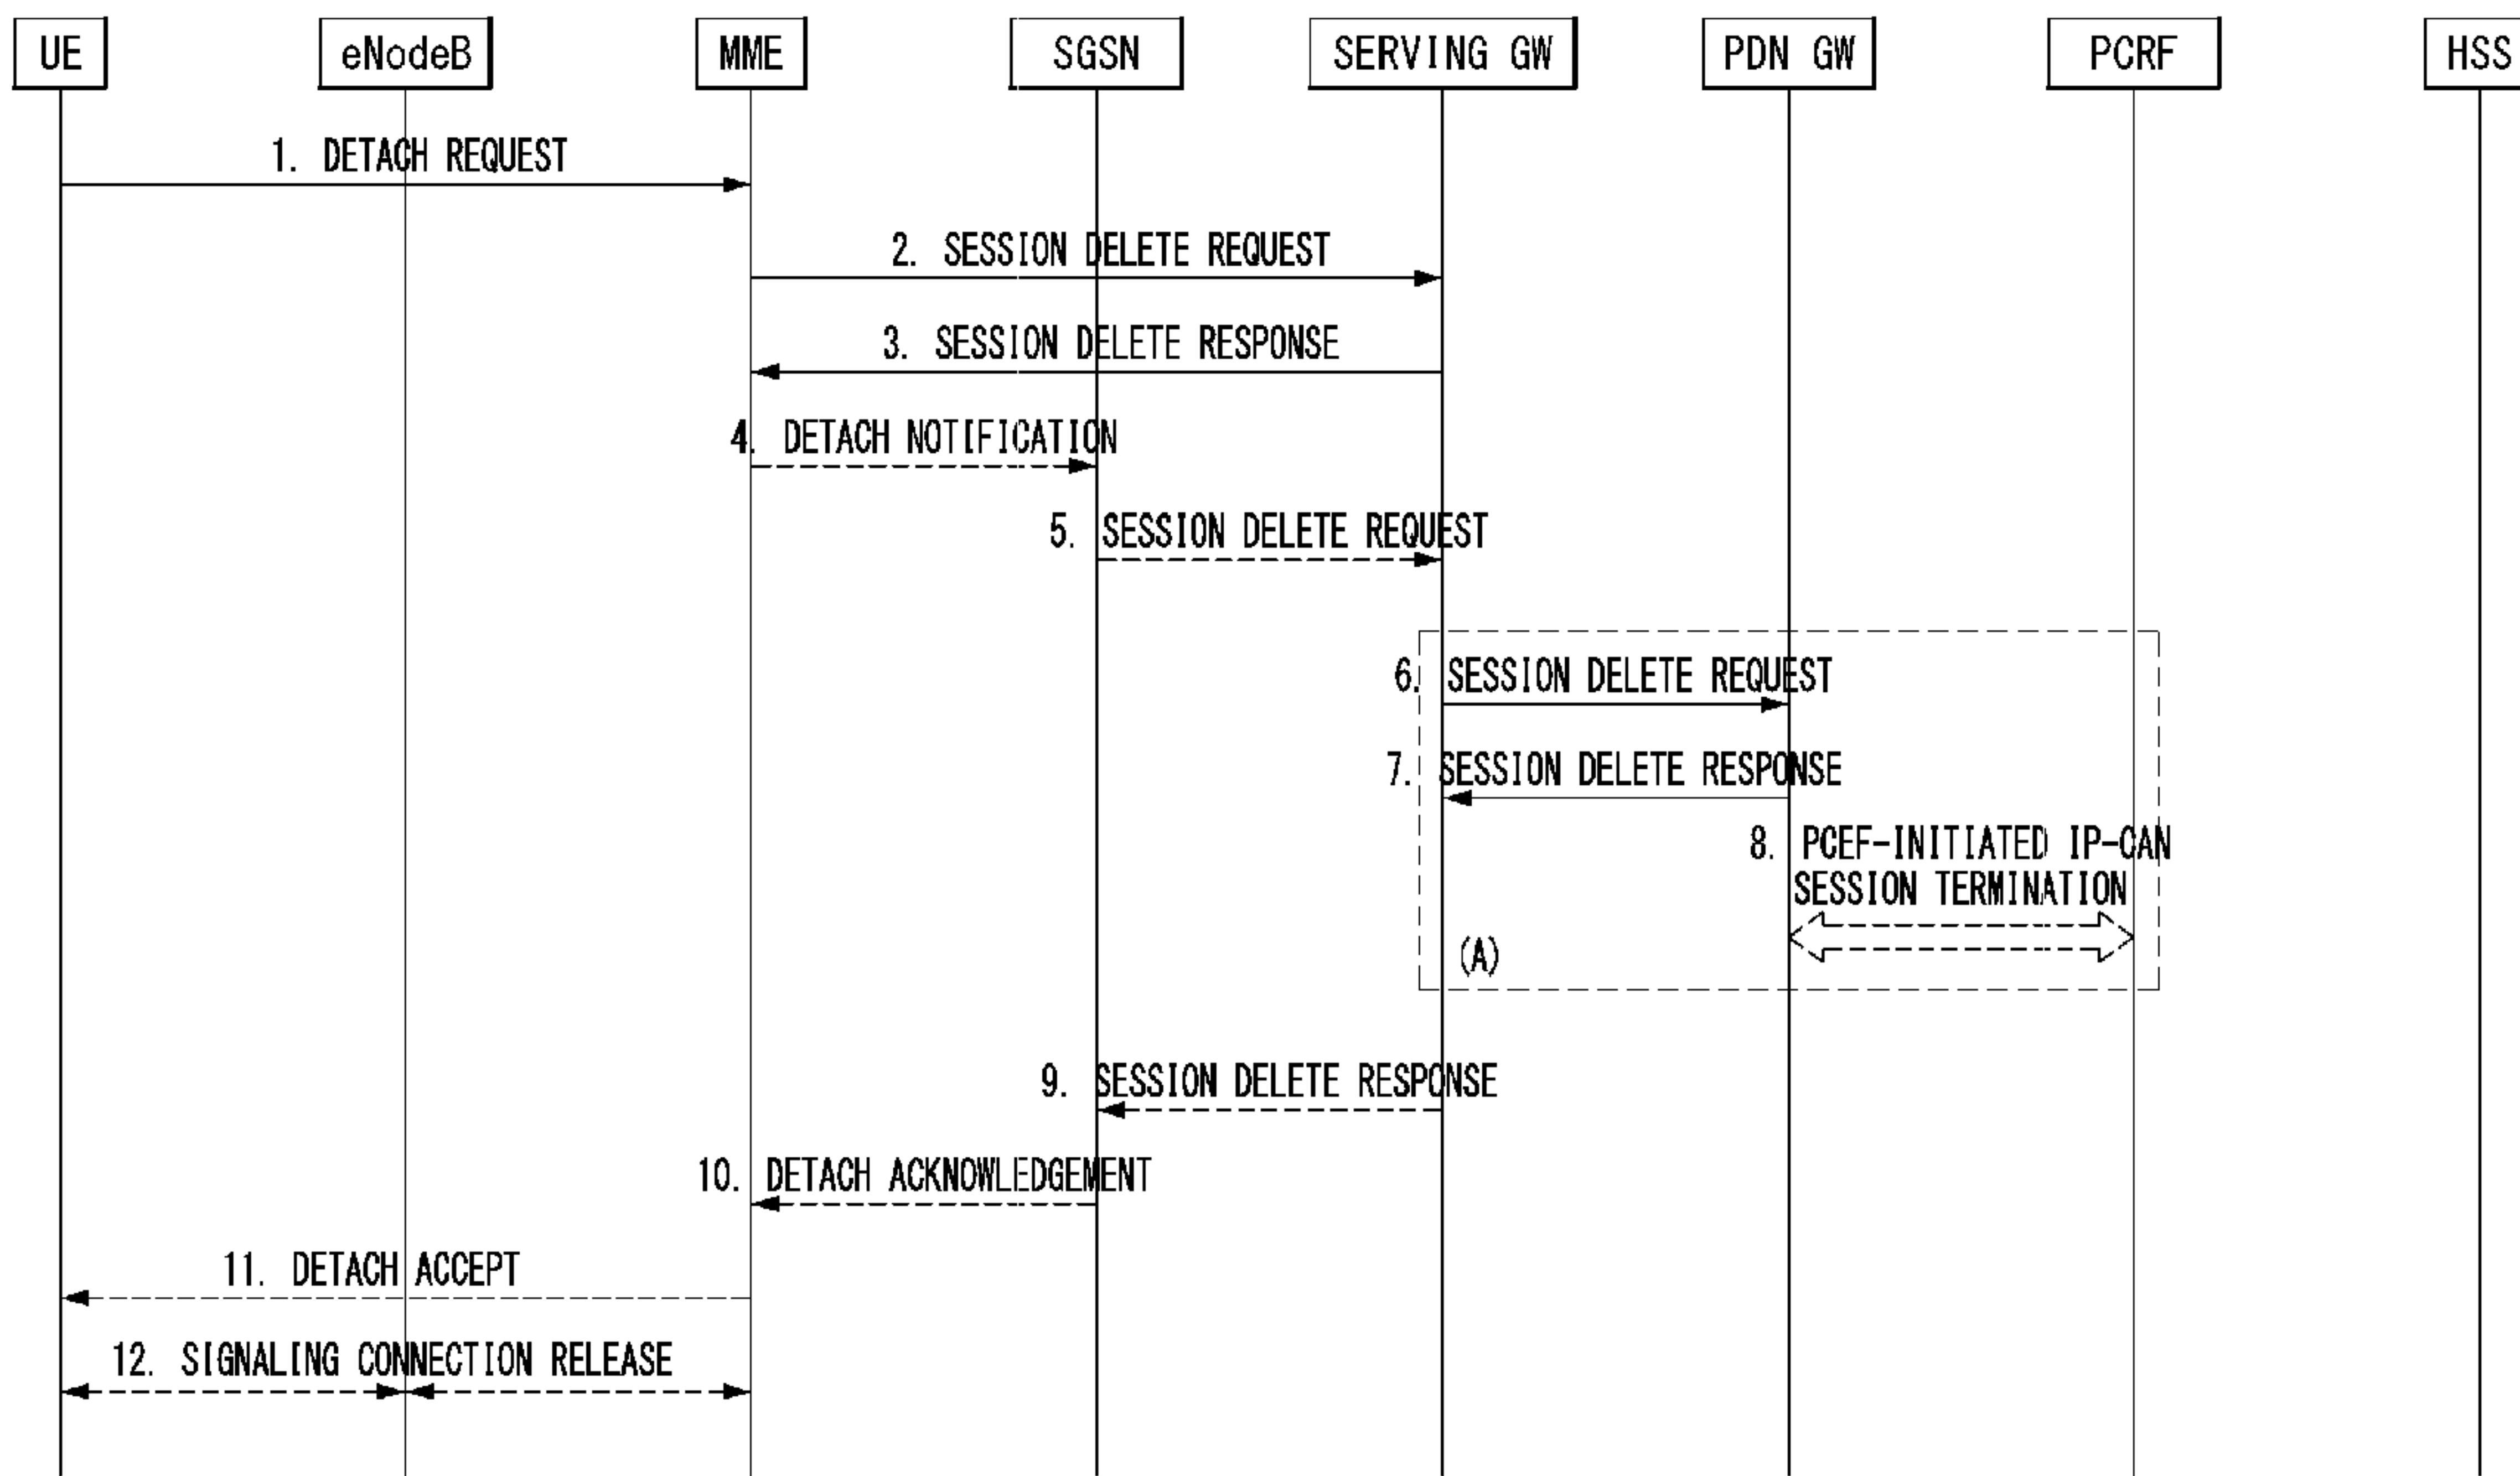 UE
eNodeB
MME
SGSN
SERVING GW
PDN GW
PCRF
HSS
1. DETACH REQUEST
2. SESSION DELETE REQUEST
3. SESSION DELETE RESPONSE
4. DETACH NOTIFICATION
5. SESSION DELETE REQUEST
6. SESSION DELETE REQUEST
7. SESSION DELETE RESPONSE
8. PCEF-INITIATED IP-CAN
SESSION TERMINATION
(A)
9. SESSION DELETE RESPONSE
10. DETACH ACKNOWLEDGEMENT
11. DETACH ACCEPT
12. SIGNALING CONNECTION RELEASE